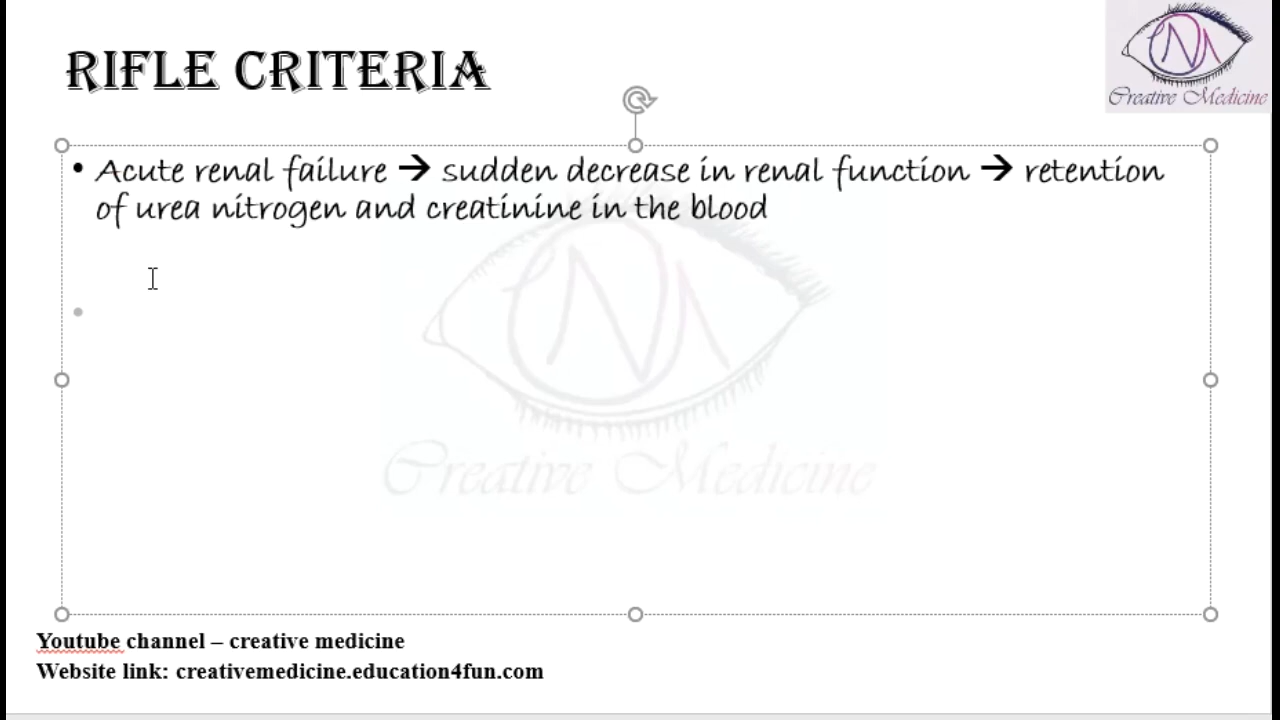 RIFLE CRITERIA
Creative Medicine
• Acute renal failure → sudden decrease in renal function → retention
of urea nitrogen and creatinine in the blood
•
Creative Medicine
Youtube channel – creative medicine
Website link: creativemedicine.education4fun.com